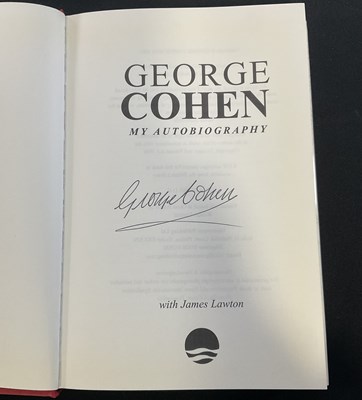 GEORGE
COHEN
MY AUTOBIOGRAPHY
George Cohen
with James Lawton